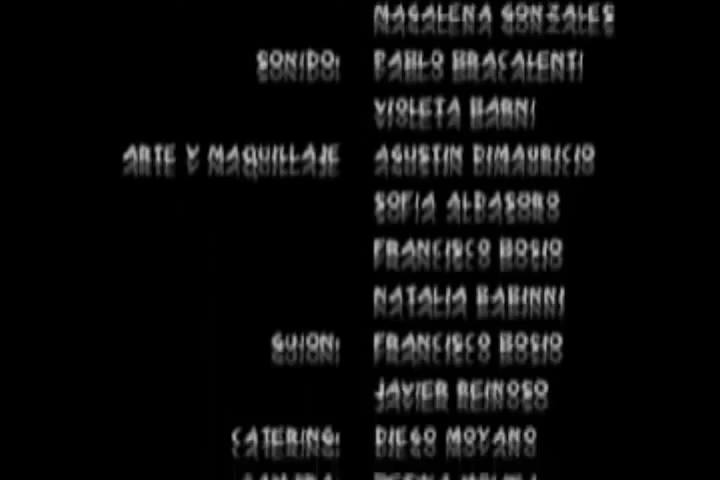 MAGALENA GONZALES
SONIDO: PABLO BRACALENTI
VIOLETA BARNI
ARTE Y MAQUILLAJE AGUSTIN DIMAURICIO
SOFIA ALDASORO
FRANCISCO BOSIO
NATALIA BABINNI
GUION: FRANCISCO BOSIO
JAVIER REINOSO
CATERING: DIEGO MOYANO